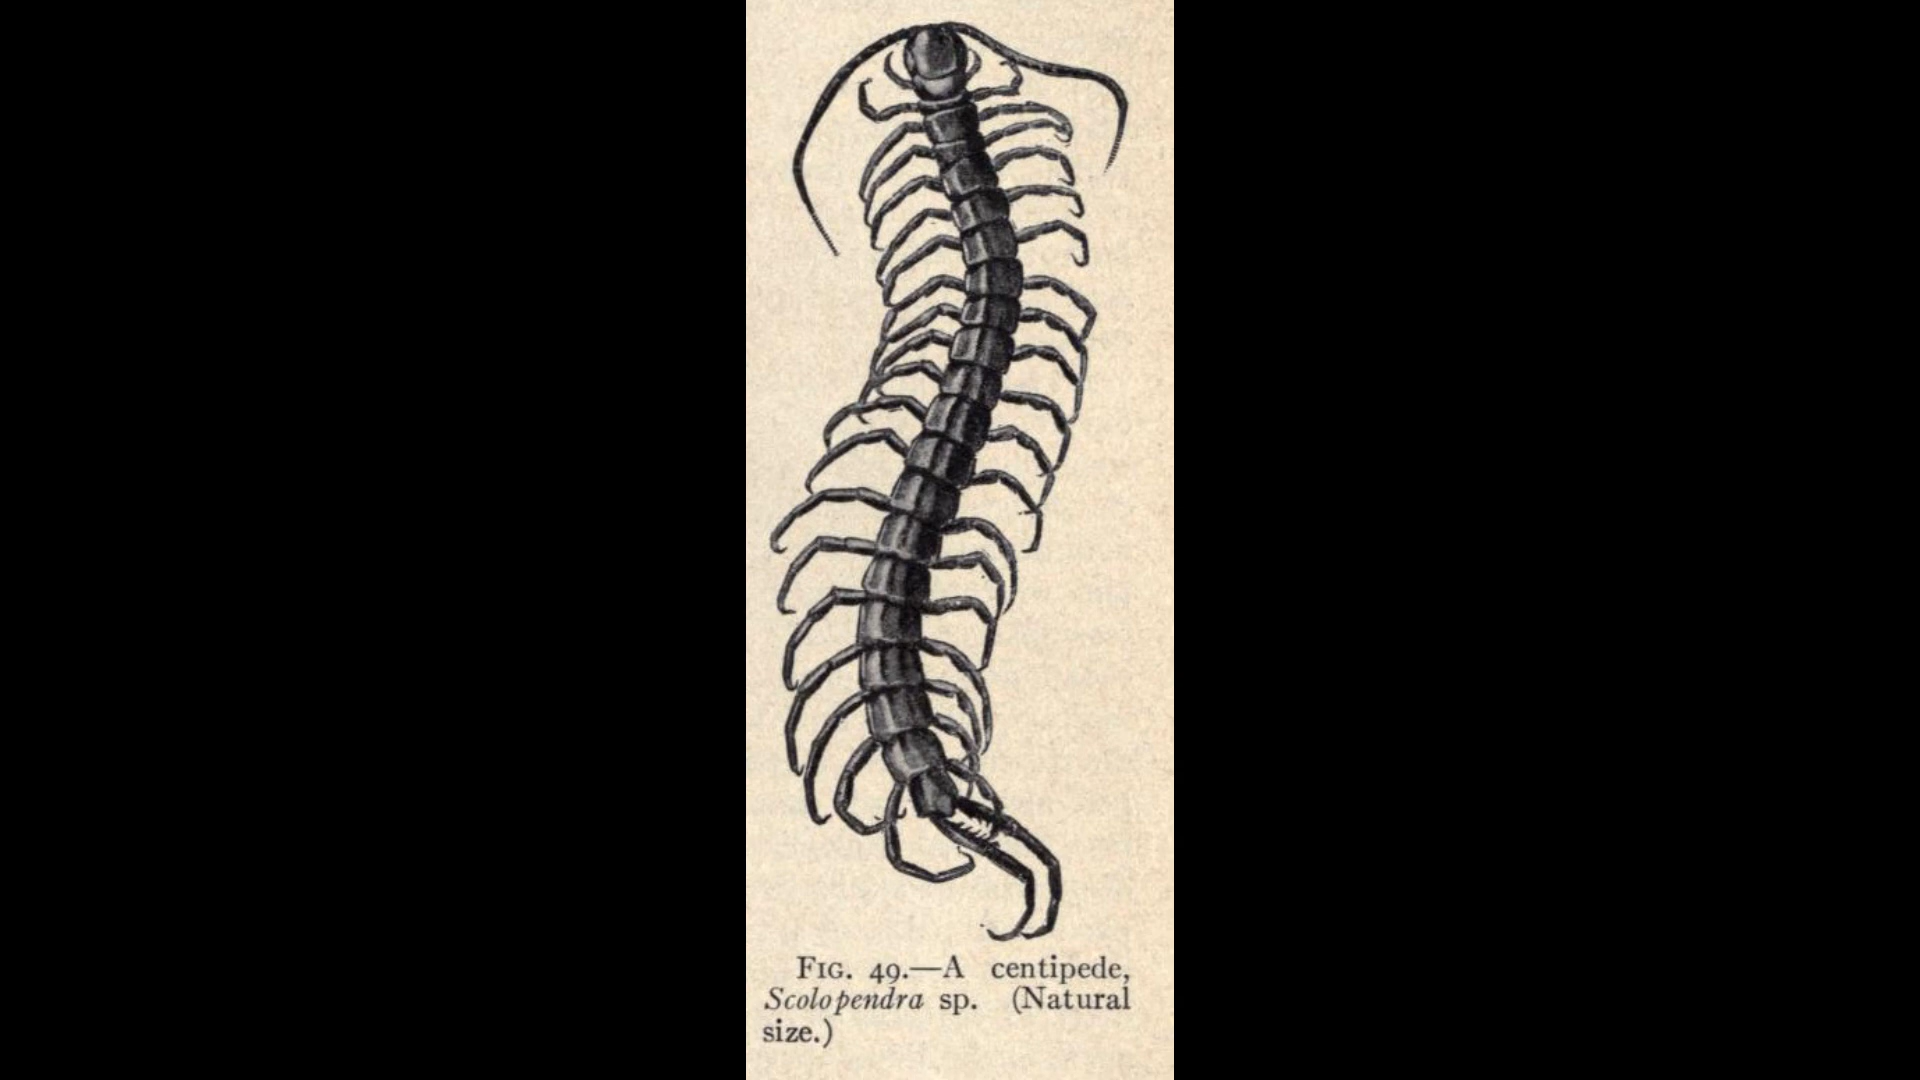 FIG. 49.—A centipede,
Scolopendra sp. (Natural
size.)